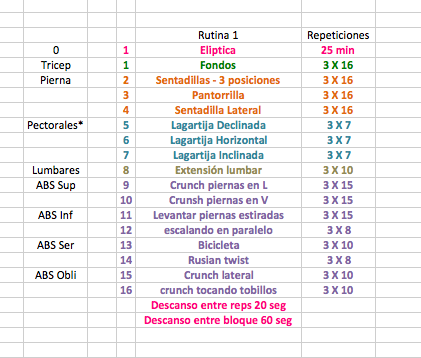 Rutina 1 Repeticiones
0 1 Eliptica 25 min
Tricep 1 Fondos 3 X 16
Pierna 2 Sentadillas - 3 posiciones 3 X 16
3 Pantorrilla 3 X 16
4 Sentadilla Lateral 3 X 16
Pectorales* 5 Lagartija Declinada 3 X 7
6 Lagartija Horizontal 3 X 7
7 Lagartija Inclinada 3 X 7
Lumbares 8 Extensión lumbar 3 X 10
ABS Sup 9 Crunch piernas en L 3 X 15
10 Crunsh piernas en V 3 X 15
ABS Inf 11 Levantar piernas estiradas 3 X 15
12 escalando en paralelo 3 X 8
ABS Ser 13 Bicicleta 3 X 10
14 Rusian twist 3 X 8
ABS Obli 15 Crunch lateral 3 X 10
16 crunch tocando tobillos 3 X 10
Descanso entre reps 20 seg
Descanso entre bloque 60 seg